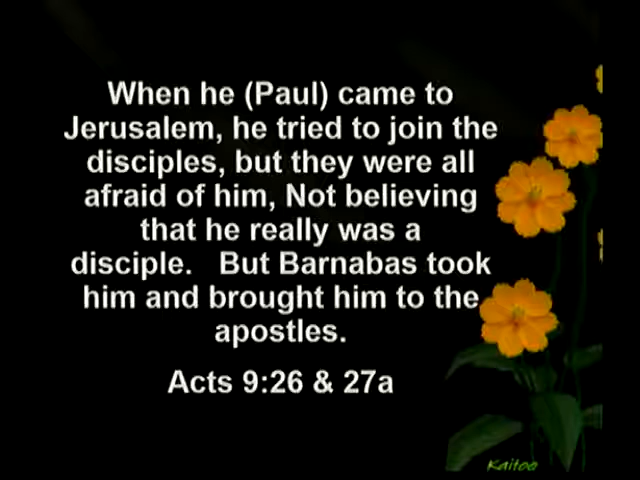 When he (Paul) came to
Jerusalem, he tried to join the
disciples, but they were all
afraid of him, Not believing
that he really was a
disciple.   But Barnabas took
him and brought him to the
apostles.
Acts 9:26 & 27a
Kaitoo